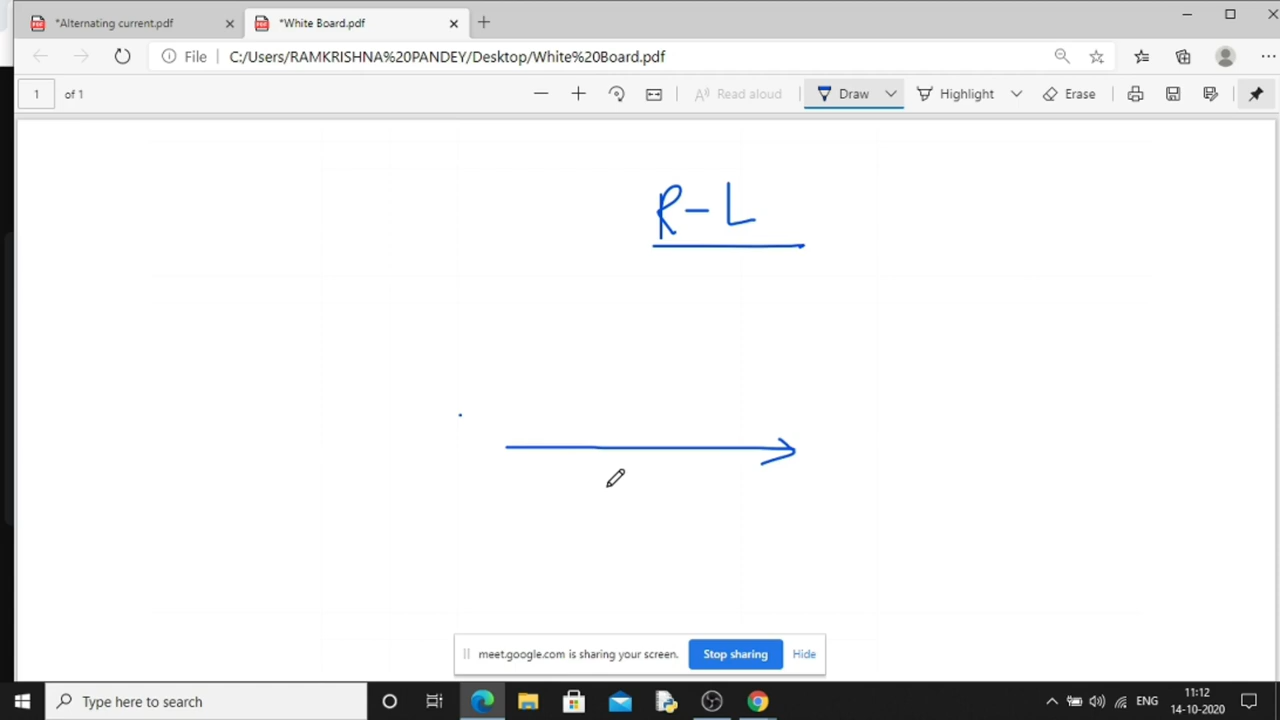 *Alternating current.pdf
*White Board.pdf
File
C:/Users/RAMKRISHNA%20PANDEY/Desktop/White%20Board.pdf
1 of 1
Read aloud
Draw
Highlight
Erase
R-L
meet.google.com is sharing your screen.
Stop sharing
Hide
Type here to search
ENG
11:12
14-10-2020